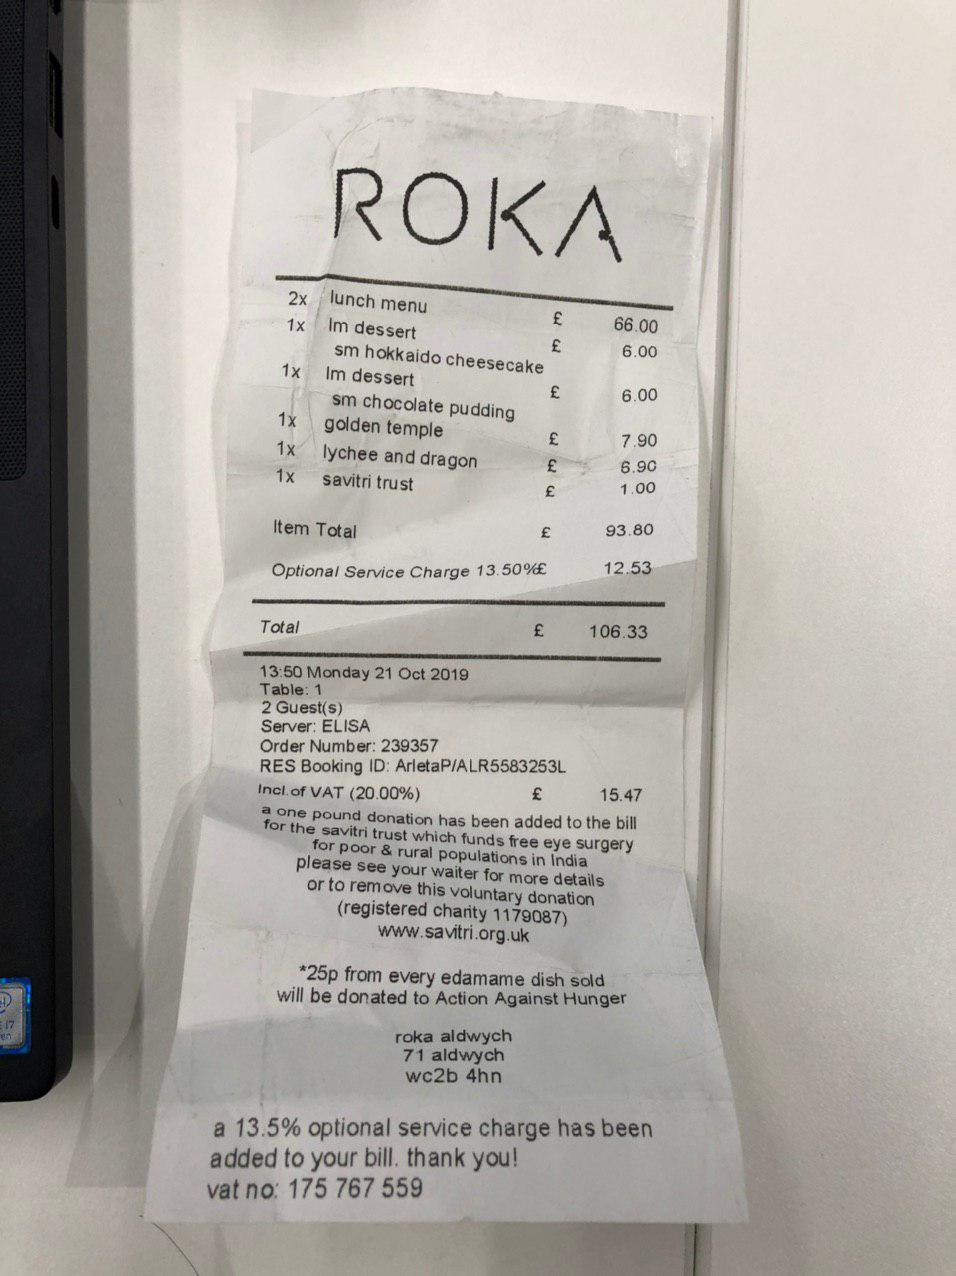 ROKA
2x lunch menu £ 66.00
1x lm dessert £ 6.00
sm hokkaido cheesecake
1x lm dessert £ 6.00
sm chocolate pudding
1x golden temple £ 7.90
1x lychee and dragon £ 6.90
1x savitri trust £ 1.00
Item Total £ 93.80
Optional Service Charge 13.50%£ 12.53
Total £ 106.33
13:50 Monday 21 Oct 2019
Table: 1
2 Guest(s)
Server: ELISA
Order Number: 239357
RES Booking ID: ArletaP/ALR5583253L
Incl.of VAT (20.00%) £ 15.47
a one pound donation has been added to the bill
for the savitri trust which funds free eye surgery
for poor & rural populations in India
please see your waiter for more details
or to remove this voluntary donation
(registered charity 1179087)
www.savitri.org.uk
*25p from every edamame dish sold
will be donated to Action Against Hunger
roka aldwych
71 aldwych
wc2b 4hn
a 13.5% optional service charge has been
added to your bill. thank you!
vat no: 175 767 559